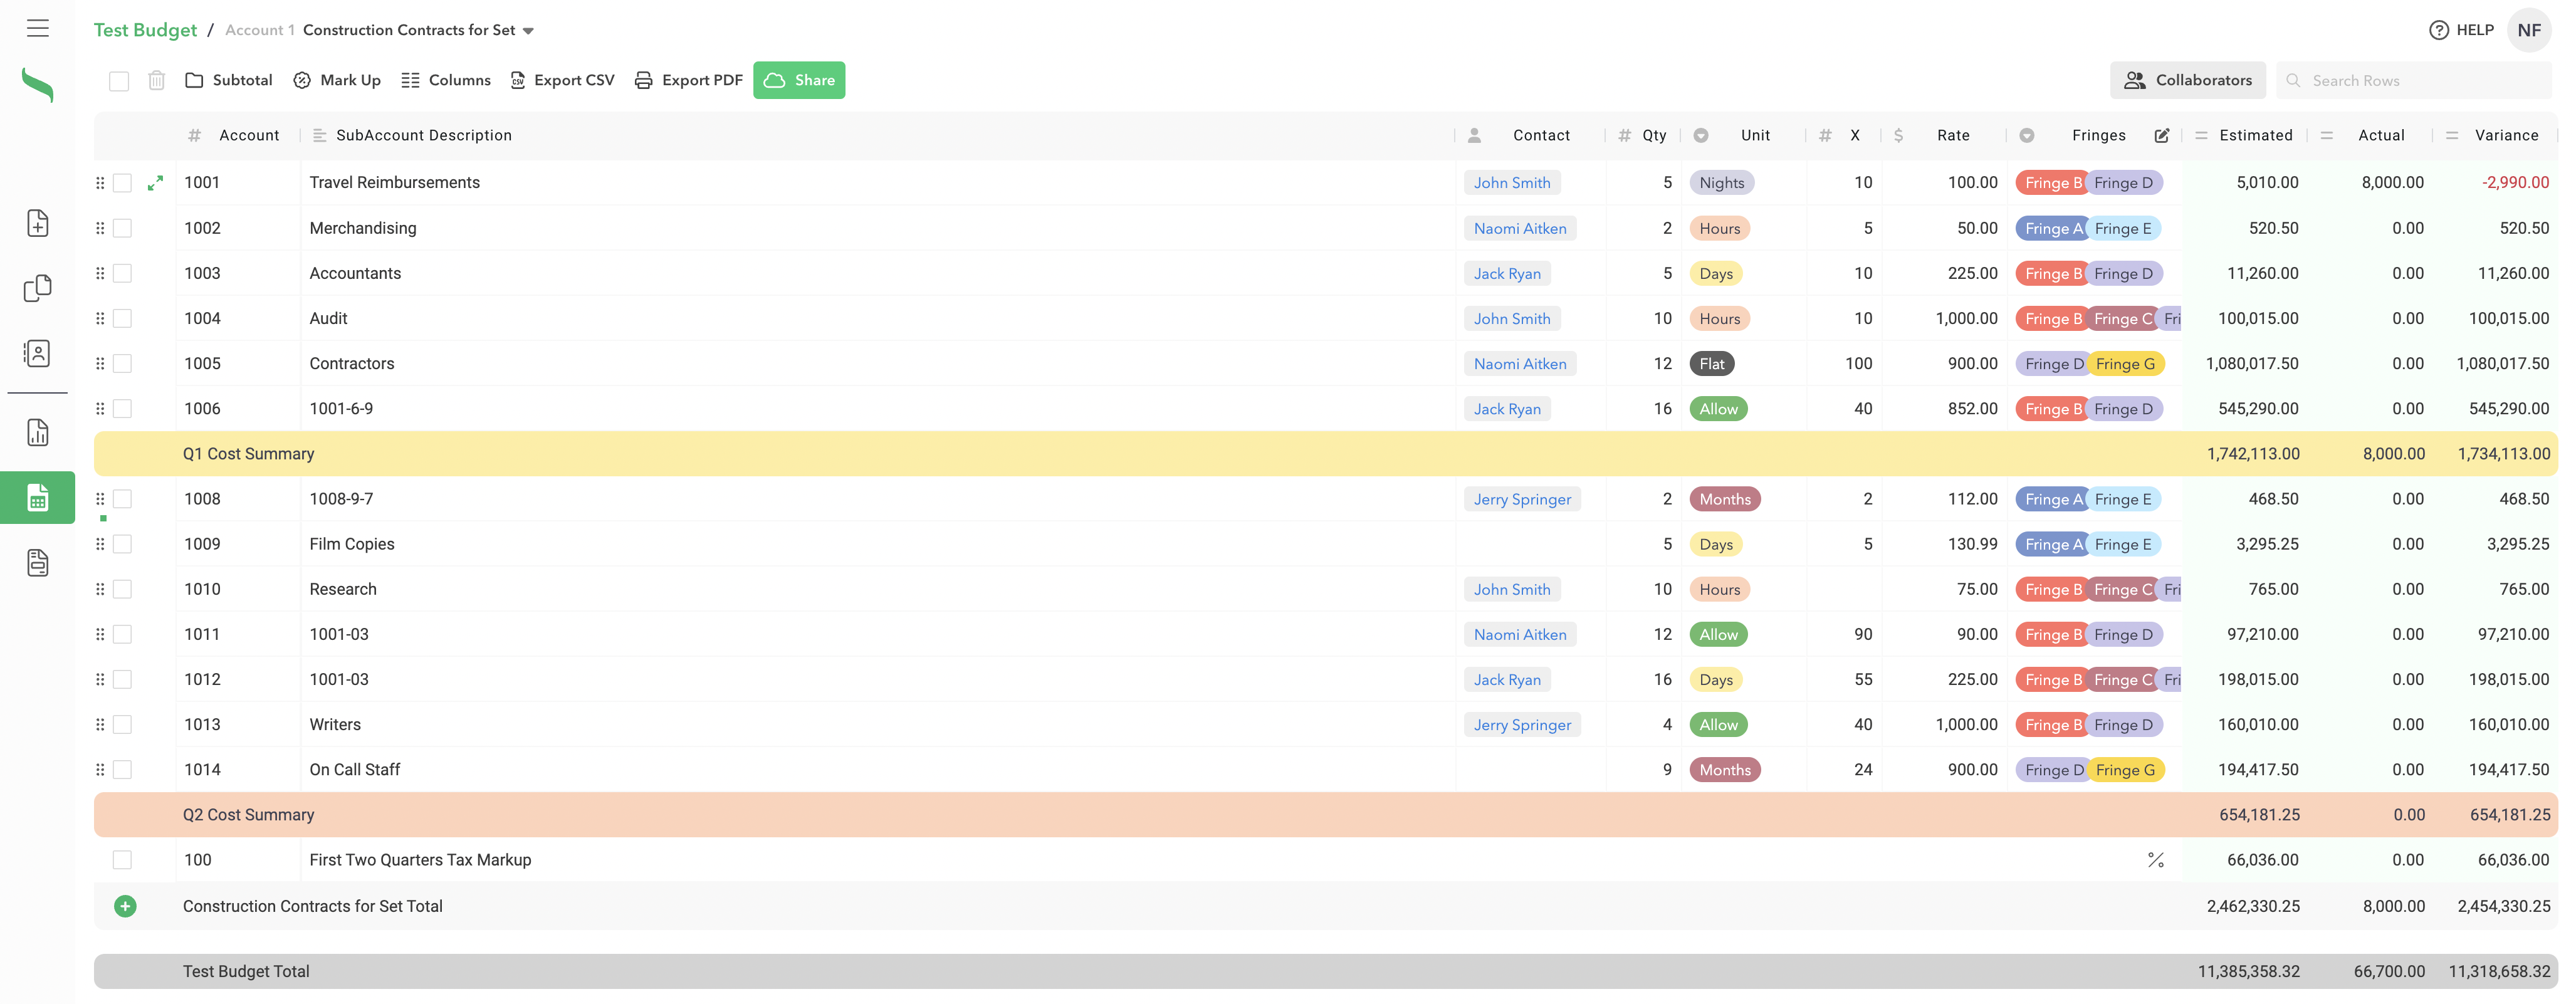 Test Budget / Account 1 Construction Contracts for Set HELP NF
Subtotal Mark Up Columns CSV Export CSV Export PDF Share Collaborators Search Rows
# Account SubAccount Description Contact # Qty Unit # X $ Rate Fringes = Estimated = Actual = Variance
1001 Travel Reimbursements John Smith 5 Nights 10 100.00 Fringe B Fringe D 5,010.00 8,000.00 -2,990.00
1002 Merchandising Naomi Aitken 2 Hours 5 50.00 Fringe A Fringe E 520.50 0.00 520.50
1003 Accountants Jack Ryan 5 Days 10 225.00 Fringe B Fringe D 11,260.00 0.00 11,260.00
1004 Audit John Smith 10 Hours 10 1,000.00 Fringe B Fringe C Fri 100,015.00 0.00 100,015.00
1005 Contractors Naomi Aitken 12 Flat 100 900.00 Fringe D Fringe G 1,080,017.50 0.00 1,080,017.50
1006 1001-6-9 Jack Ryan 16 Allow 40 852.00 Fringe B Fringe D 545,290.00 0.00 545,290.00
Q1 Cost Summary 1,742,113.00 8,000.00 1,734,113.00
1008 1008-9-7 Jerry Springer 2 Months 2 112.00 Fringe A Fringe E 468.50 0.00 468.50
1009 Film Copies 5 Days 5 130.99 Fringe A Fringe E 3,295.25 0.00 3,295.25
1010 Research John Smith 10 Hours 75.00 Fringe B Fringe C Fri 765.00 0.00 765.00
1011 1001-03 Naomi Aitken 12 Allow 90 90.00 Fringe B Fringe D 97,210.00 0.00 97,210.00
1012 1001-03 Jack Ryan 16 Days 55 225.00 Fringe B Fringe C Fri 198,015.00 0.00 198,015.00
1013 Writers Jerry Springer 4 Allow 40 1,000.00 Fringe B Fringe D 160,010.00 0.00 160,010.00
1014 On Call Staff 9 Months 24 900.00 Fringe D Fringe G 194,417.50 0.00 194,417.50
Q2 Cost Summary 654,181.25 0.00 654,181.25
100 First Two Quarters Tax Markup % 66,036.00 0.00 66,036.00
Construction Contracts for Set Total 2,462,330.25 8,000.00 2,454,330.25
Test Budget Total 11,385,358.32 66,700.00 11,318,658.32